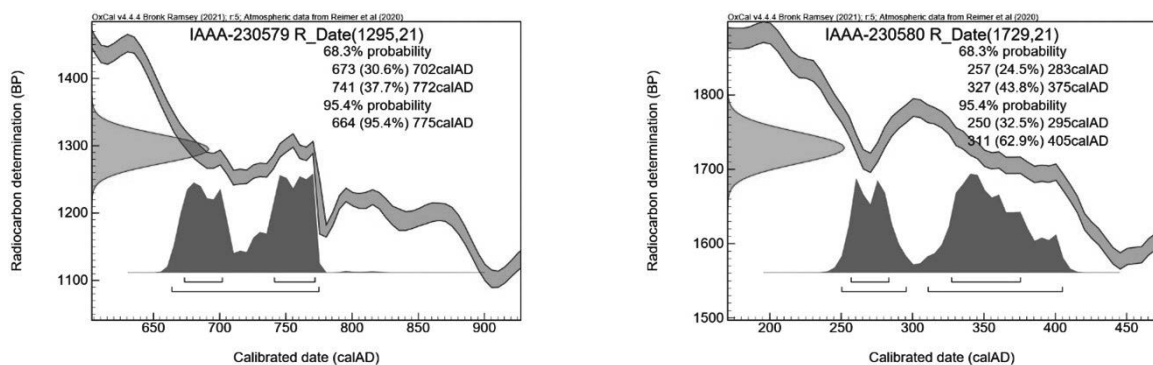 OxCal v4.4.4 Bronk Ramsey (2021); r:5; Atmospheric data from Reimer et al (2020)
IAAA-230579 R_Date(1295,21)
68.3% probability
673 (30.6%) 702calAD
741 (37.7%) 772calAD
95.4% probability
664 (95.4%) 775calAD
Radiocarbon determination (BP)
1400
1300
1200
1100
650 700 750 800 850 900
Calibrated date (calAD)
OxCal v4.4.4 Bronk Ramsey (2021); r:5; Atmospheric data from Reimer et al (2020)
IAAA-230580 R_Date(1729,21)
68.3% probability
257 (24.5%) 283calAD
327 (43.8%) 375calAD
95.4% probability
250 (32.5%) 295calAD
311 (62.9%) 405calAD
Radiocarbon determination (BP)
1800
1700
1600
1500
200 250 300 350 400 450
Calibrated date (calAD)